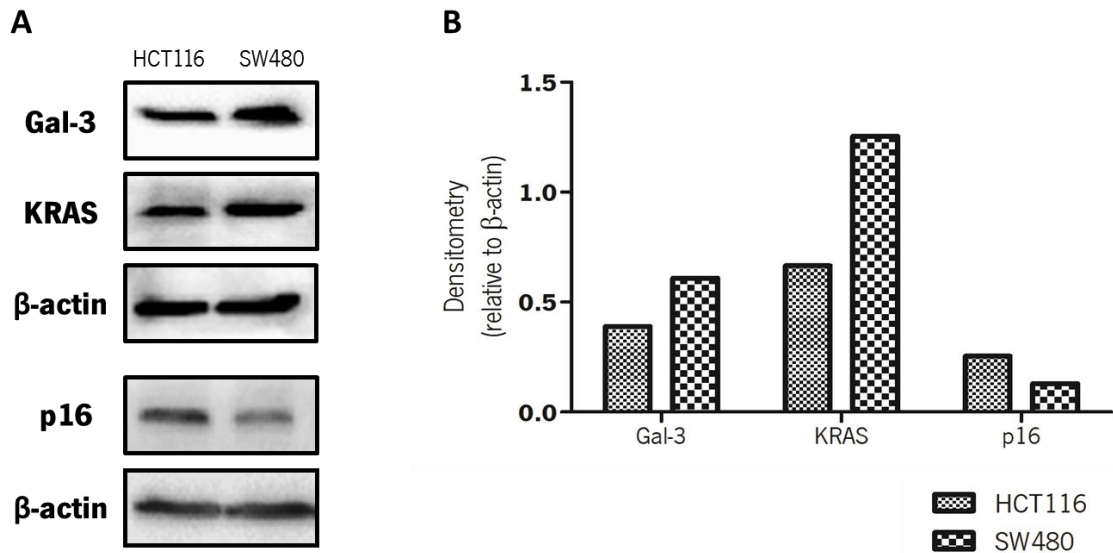 A
HCT116 SW480
Gal-3
KRAS
β-actin
p16
β-actin
B
Densitometry
(relative to β-actin)
1.5
1.0
0.5
0.0
Gal-3 KRAS p16
HCT116
SW480